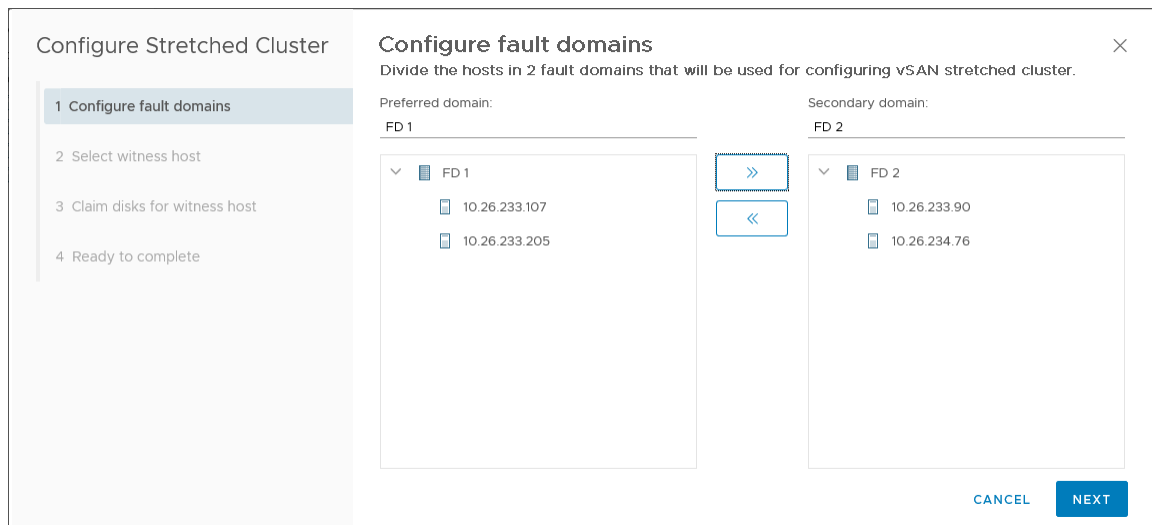 Configure Stretched Cluster
1 Configure fault domains
2 Select witness host
3 Claim disks for witness host
4 Ready to complete
Configure fault domains
Divide the hosts in 2 fault domains that will be used for configuring vSAN stretched cluster.
Preferred domain:
FD 1
FD 1
10.26.233.107
10.26.233.205
Secondary domain:
FD 2
FD 2
10.26.233.90
10.26.234.76
CANCEL
NEXT